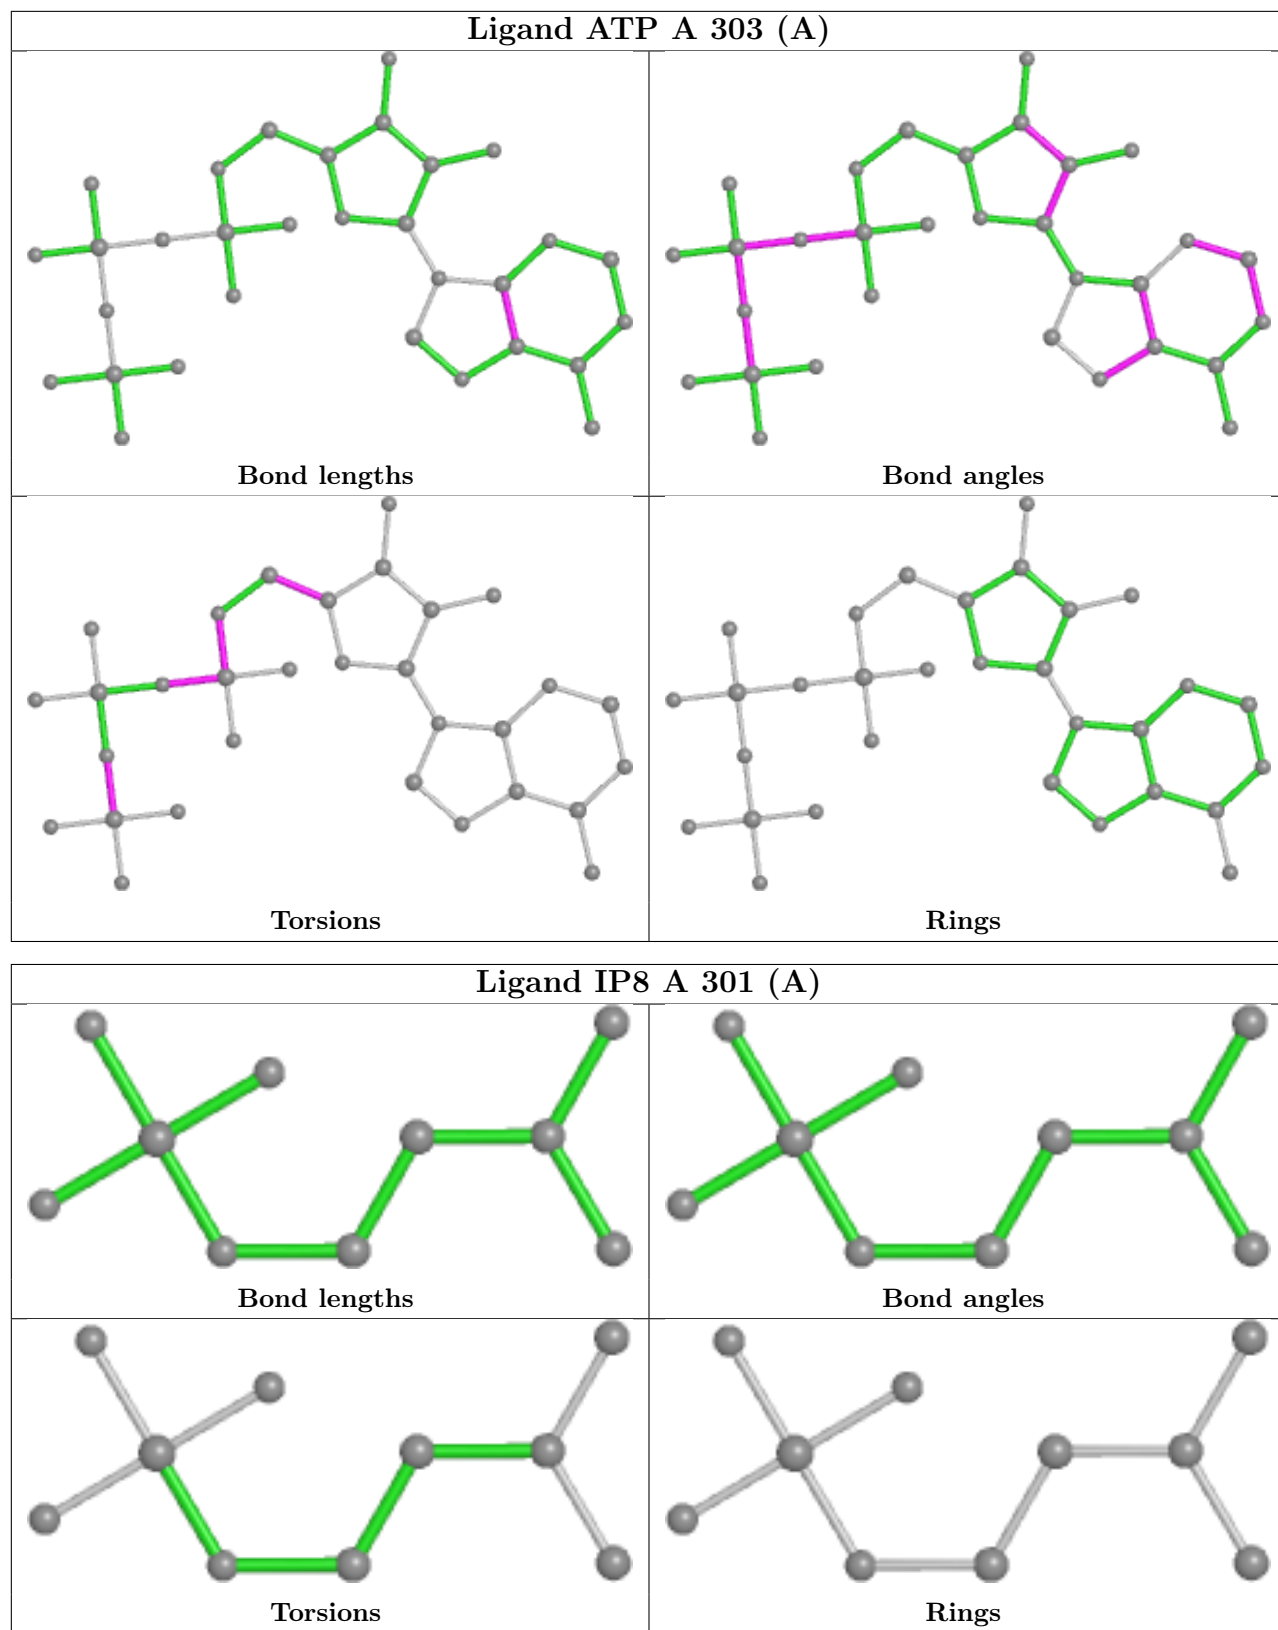 Ligand ATP A 303 (A)
Bond lengths
Bond angles
Torsions
Rings
Ligand IP8 A 301 (A)
Bond lengths
Bond angles
Torsions
Rings